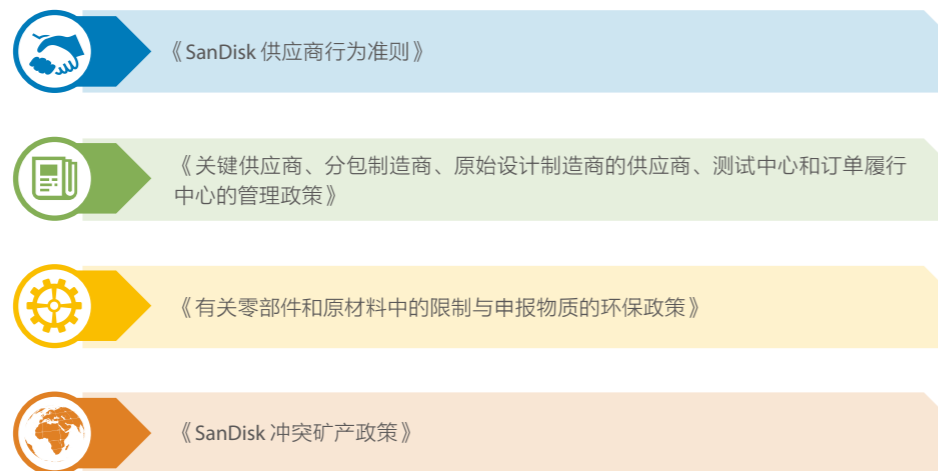 《SanDisk 供应商行为准则》
《关键供应商、分包制造商、原始设计制造商的供应商、测试中心和订单履行
中心的管理政策》
《有关零部件和原材料中的限制与申报物质的环保政策》
《SanDisk 冲突矿产政策》